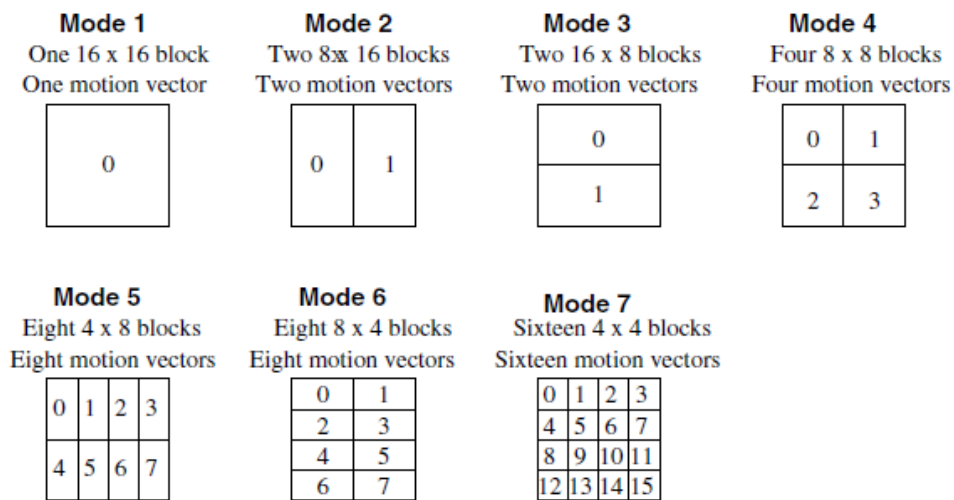 Mode 1
One 16 x 16 block
One motion vector
0
Mode 2
Two 8x 16 blocks
Two motion vectors
0 1
Mode 3
Two 16 x 8 blocks
Two motion vectors
0
1
Mode 4
Four 8 x 8 blocks
Four motion vectors
0 1
2 3
Mode 5
Eight 4 x 8 blocks
Eight motion vectors
0 1 2 3
4 5 6 7
Mode 6
Eight 8 x 4 blocks
Eight motion vectors
0 1
2 3
4 5
6 7
Mode 7
Sixteen 4 x 4 blocks
Sixteen motion vectors
0 1 2 3
4 5 6 7
8 9 10 11
12 13 14 15